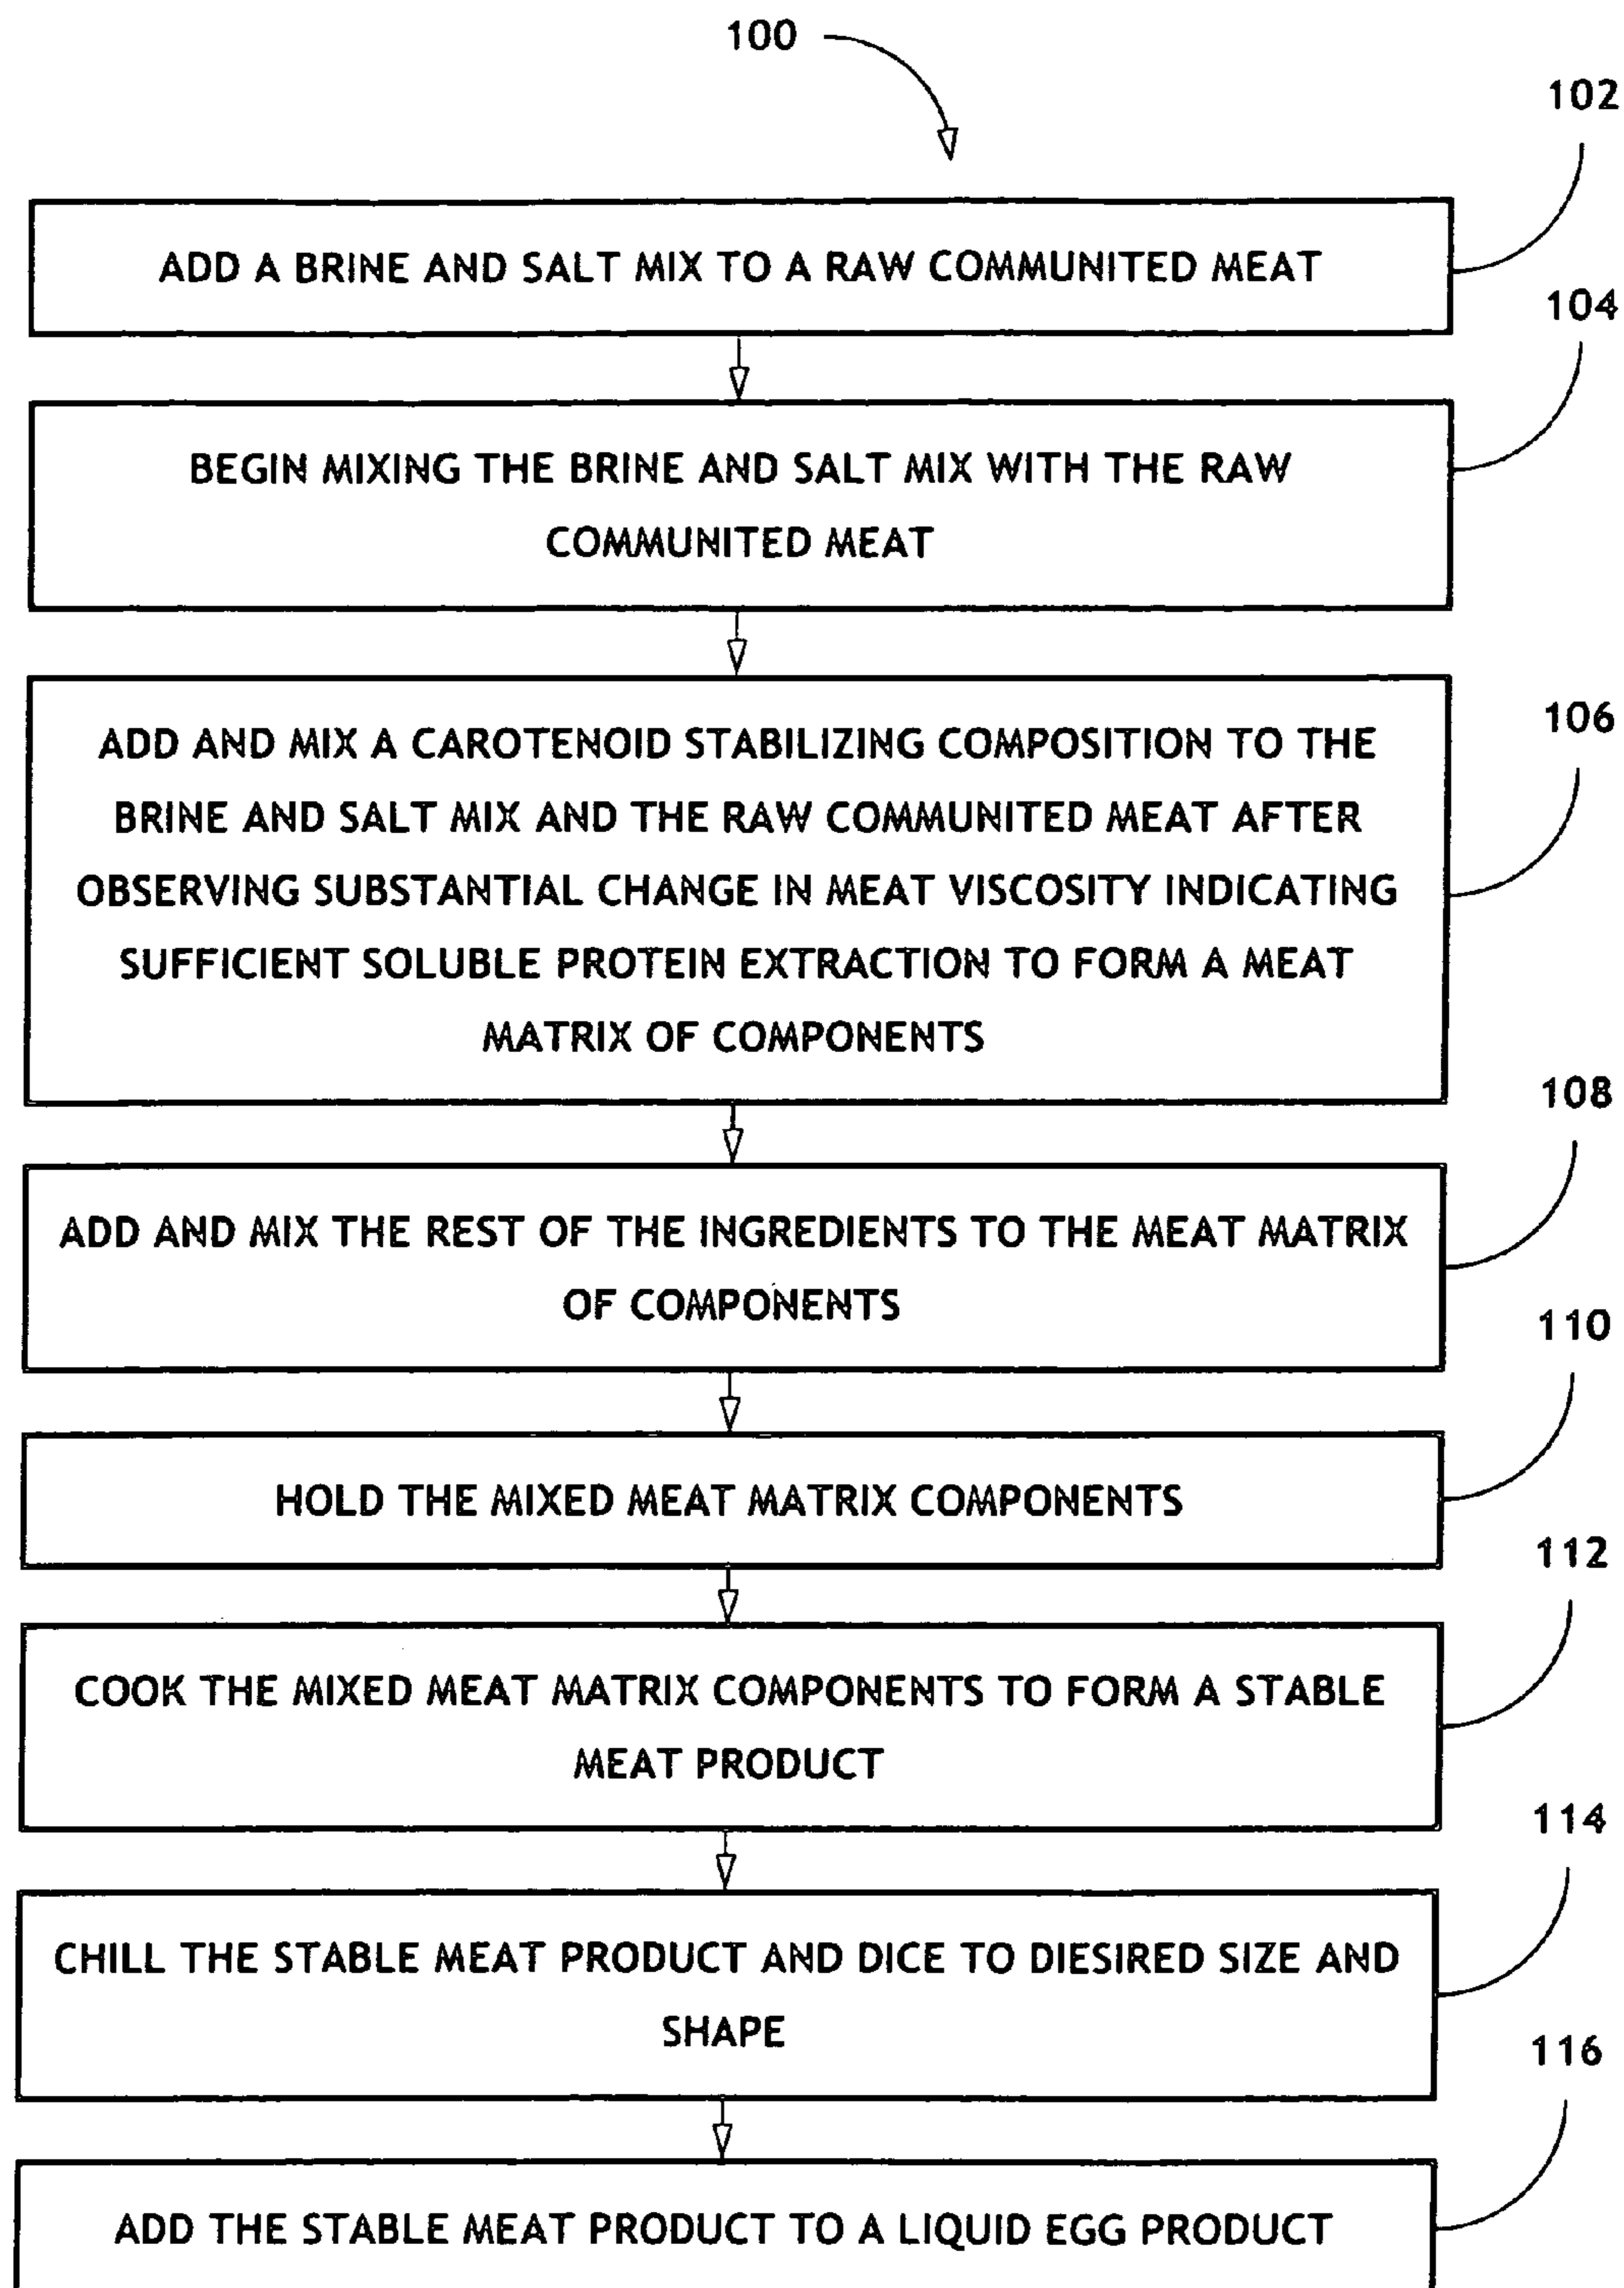 100
102
ADD A BRINE AND SALT MIX TO A RAW COMMUNITED MEAT
104
BEGIN MIXING THE BRINE AND SALT MIX WITH THE RAW
COMMUNITED MEAT
106
ADD AND MIX A CAROTENOID STABILIZING COMPOSITION TO THE
BRINE AND SALT MIX AND THE RAW COMMUNITED MEAT AFTER
OBSERVING SUBSTANTIAL CHANGE IN MEAT VISCOSITY INDICATING
SUFFICIENT SOLUBLE PROTEIN EXTRACTION TO FORM A MEAT
MATRIX OF COMPONENTS
108
ADD AND MIX THE REST OF THE INGREDIENTS TO THE MEAT MATRIX
OF COMPONENTS
110
HOLD THE MIXED MEAT MATRIX COMPONENTS
112
COOK THE MIXED MEAT MATRIX COMPONENTS TO FORM A STABLE
MEAT PRODUCT
114
CHILL THE STABLE MEAT PRODUCT AND DICE TO DIESIRED SIZE AND
SHAPE
116
ADD THE STABLE MEAT PRODUCT TO A LIQUID EGG PRODUCT